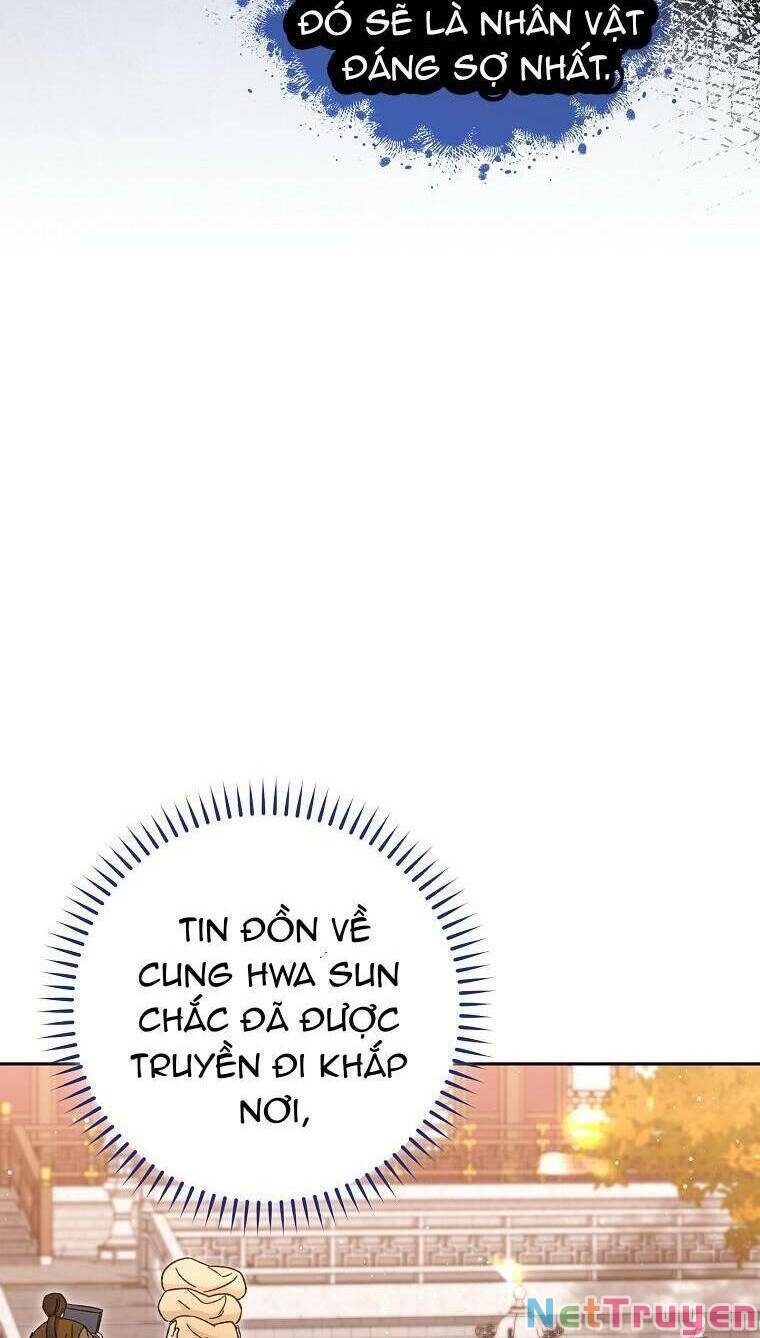 ĐÓ SẼ LÀ NHÂN VẬT
ĐÁNG SỢ NHẤT.
TIN ĐỒN VỀ
CUNG HWA SUN
CHẮC ĐÃ ĐƯỢC
TRUYỀN ĐI KHẮP
NƠI,
NetTruyen